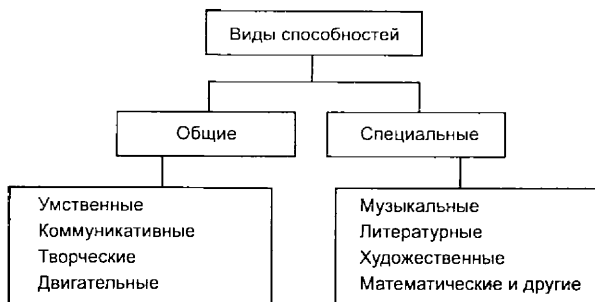 Виды способностей
Общие
Специальные
Умственные
Коммуникативные
Творческие
Двигательные
Музыкальные
Литературные
Художественные
Математические и другие